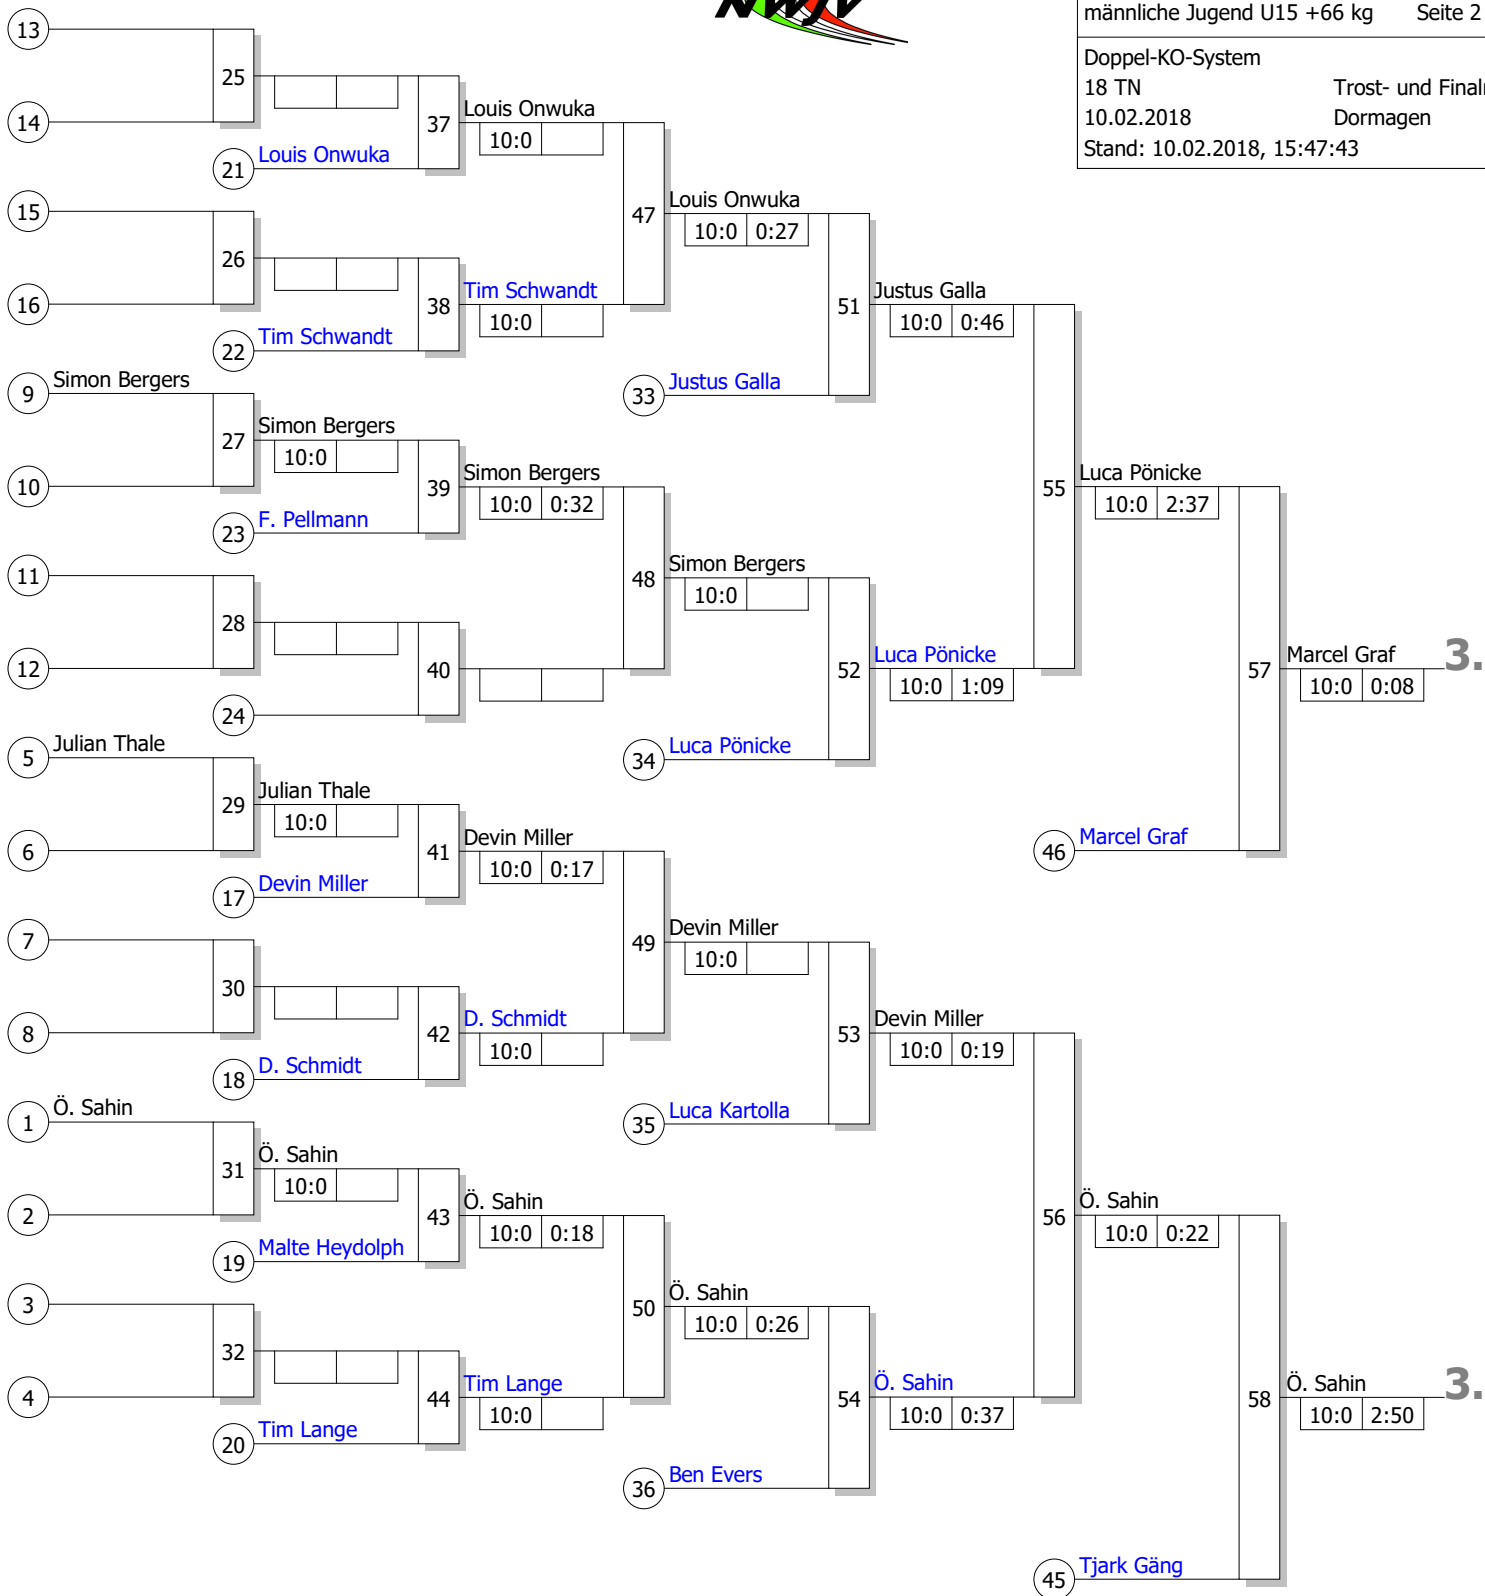 NWJV
männliche Jugend U15 +66 kg Seite 2
Doppel-KO-System
18 TN Trost- und Final
10.02.2018 Dormagen
Stand: 10.02.2018, 15:47:43
13
25
14
37
Louis Onwuka
10:0
21
Louis Onwuka
15
26
16
38
Tim Schwandt
10:0
22
Tim Schwandt
47
Louis Onwuka
10:0 0:27
51
Justus Galla
10:0 0:46
33
Justus Galla
9
Simon Bergers
27
Simon Bergers
10:0
10
39
Simon Bergers
10:0 0:32
23
F. Pellmann
11
28
12
40
24
48
Simon Bergers
10:0
52
Luca Pönicke
10:0 1:09
34
Luca Pönicke
55
Luca Pönicke
10:0 2:37
57
Marcel Graf
10:0 0:08
3.
46
Marcel Graf
5
Julian Thale
29
Julian Thale
10:0
6
41
Devin Miller
10:0 0:17
17
Devin Miller
7
30
8
42
D. Schmidt
10:0
18
D. Schmidt
49
Devin Miller
10:0
53
Devin Miller
10:0 0:19
35
Luca Kartolla
1
Ö. Sahin
31
Ö. Sahin
10:0
2
43
Ö. Sahin
10:0 0:18
19
Malte Heydolph
3
32
4
44
Tim Lange
10:0
20
Tim Lange
50
Ö. Sahin
10:0 0:26
54
Ö. Sahin
10:0 0:37
36
Ben Evers
56
Ö. Sahin
10:0 0:22
58
Ö. Sahin
10:0 2:50
3.
45
Tjark Gäng